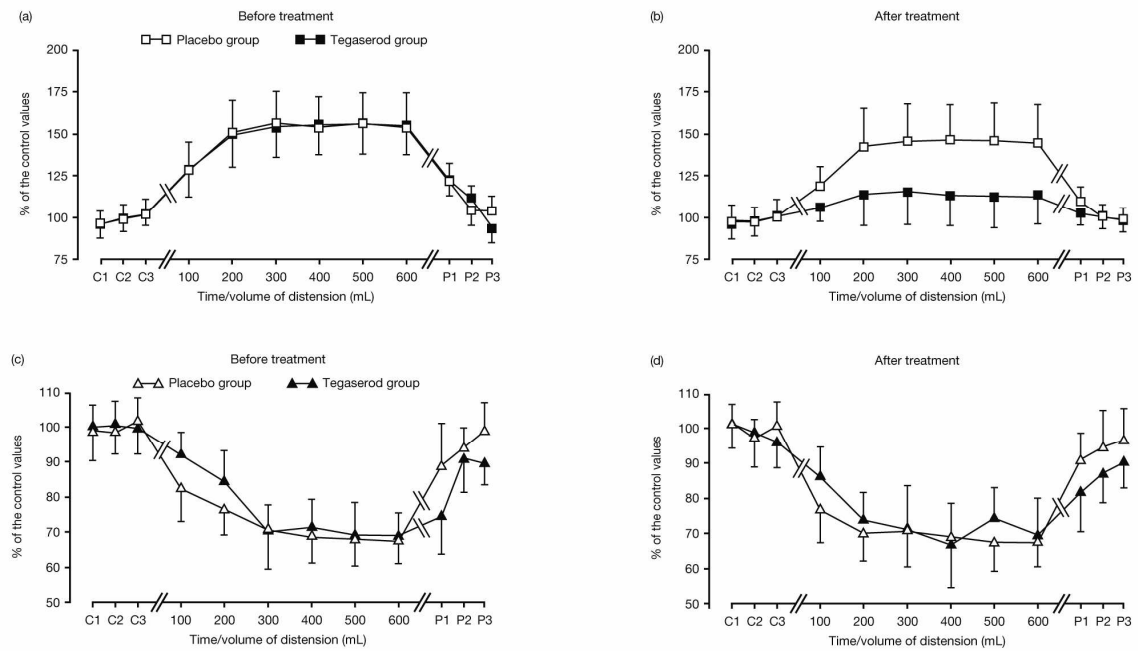 (a)
Before treatment
Placebo group
Tegaserod group
% of the control values
200
175
150
125
100
75
C1 C2 C3 100 200 300 400 500 600 P1 P2 P3
Time/volume of distension (mL)
(b)
After treatment
% of the control values
200
175
150
125
100
75
C1 C2 C3 100 200 300 400 500 600 P1 P2 P3
Time/volume of distension (mL)
(c)
Before treatment
Placebo group
Tegaserod group
% of the control values
110
100
90
80
70
60
50
C1 C2 C3 100 200 300 400 500 600 P1 P2 P3
Time/volume of distension (mL)
(d)
After treatment
% of the control values
110
100
90
80
70
60
50
C1 C2 C3 100 200 300 400 500 600 P1 P2 P3
Time/volume of distension (mL)